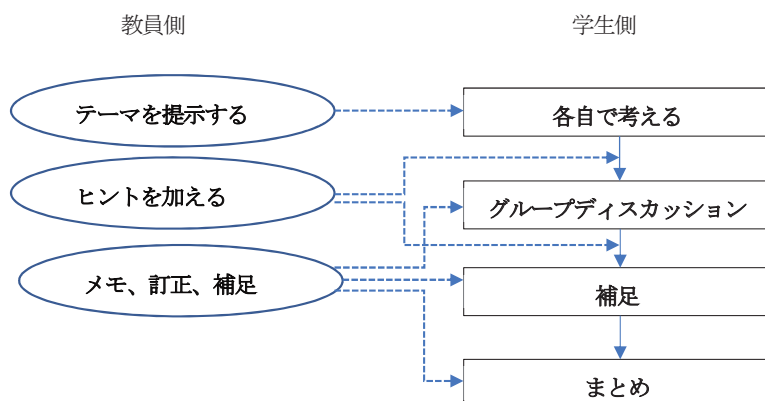 教員側
学生側
テーマを提示する
各自で考える
ヒントを加える
グループディスカッション
メモ、訂正、補足
補足
まとめ